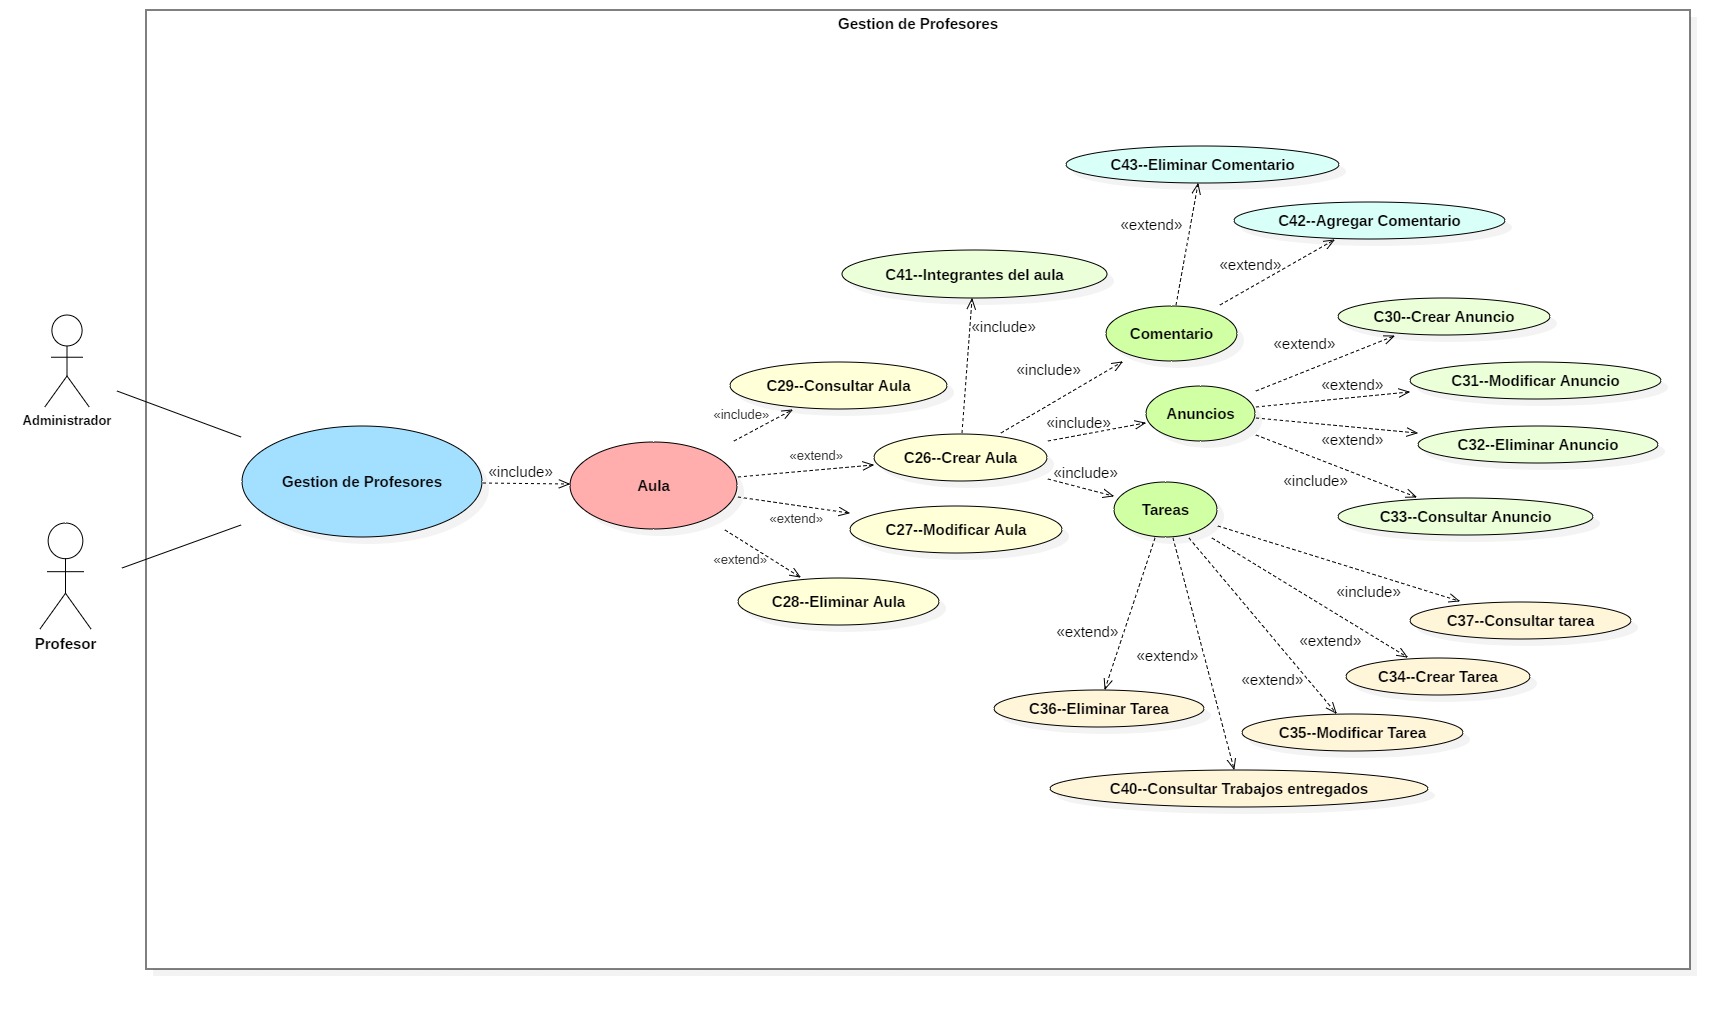 Gestion de Profesores
C43--Eliminar Comentario
«extend»
C42--Agregar Comentario
«extend»
C41--Integrantes del aula
«include»
Comentario
«include»
C30--Crear Anuncio
«extend»
C31--Modificar Anuncio
«extend»
Anuncios
«include»
C32--Eliminar Anuncio
«extend»
C33--Consultar Anuncio
«include»
Administrador
Profesor
Gestion de Profesores
«include»
Aula
C29--Consultar Aula
«include»
C26--Crear Aula
«extend»
C27--Modificar Aula
«extend»
C28--Eliminar Aula
«extend»
«include»
Tareas
C37--Consultar tarea
«include»
C34--Crear Tarea
«extend»
C35--Modificar Tarea
«extend»
C36--Eliminar Tarea
«extend»
C40--Consultar Trabajos entregados
«extend»